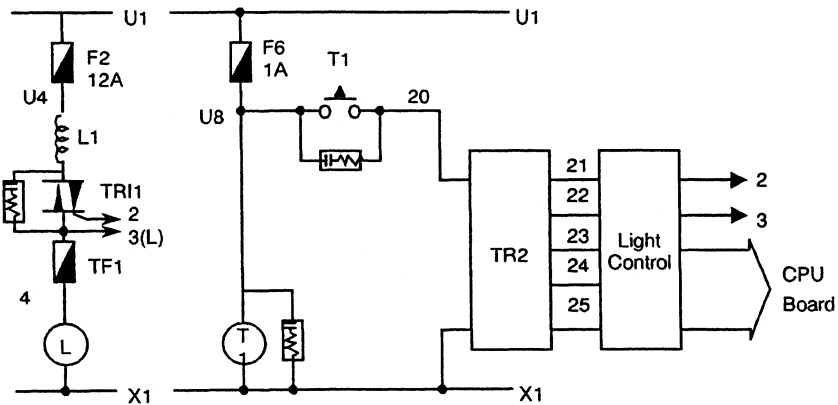 U1
U1
F2
12A
U4
L1
TRI1
2
3(L)
TF1
4
L
X1
F6
1A
T1
U8
20
TR2
21
22
23
24
25
Light
Control
2
3
CPU
Board
T
1
X1